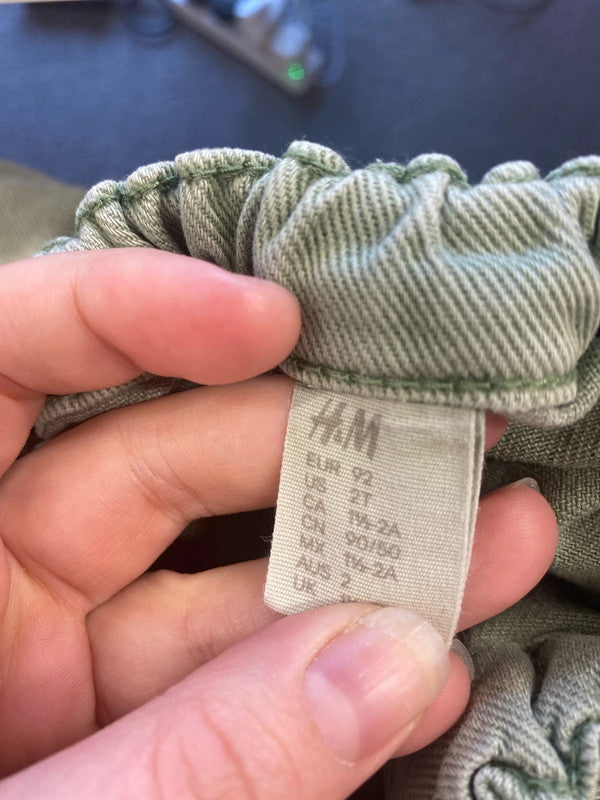 H&M
EUR 92
US 2T
CA 1½-2A
CN 90/50
MX 1½-2A
AUS 2
UK